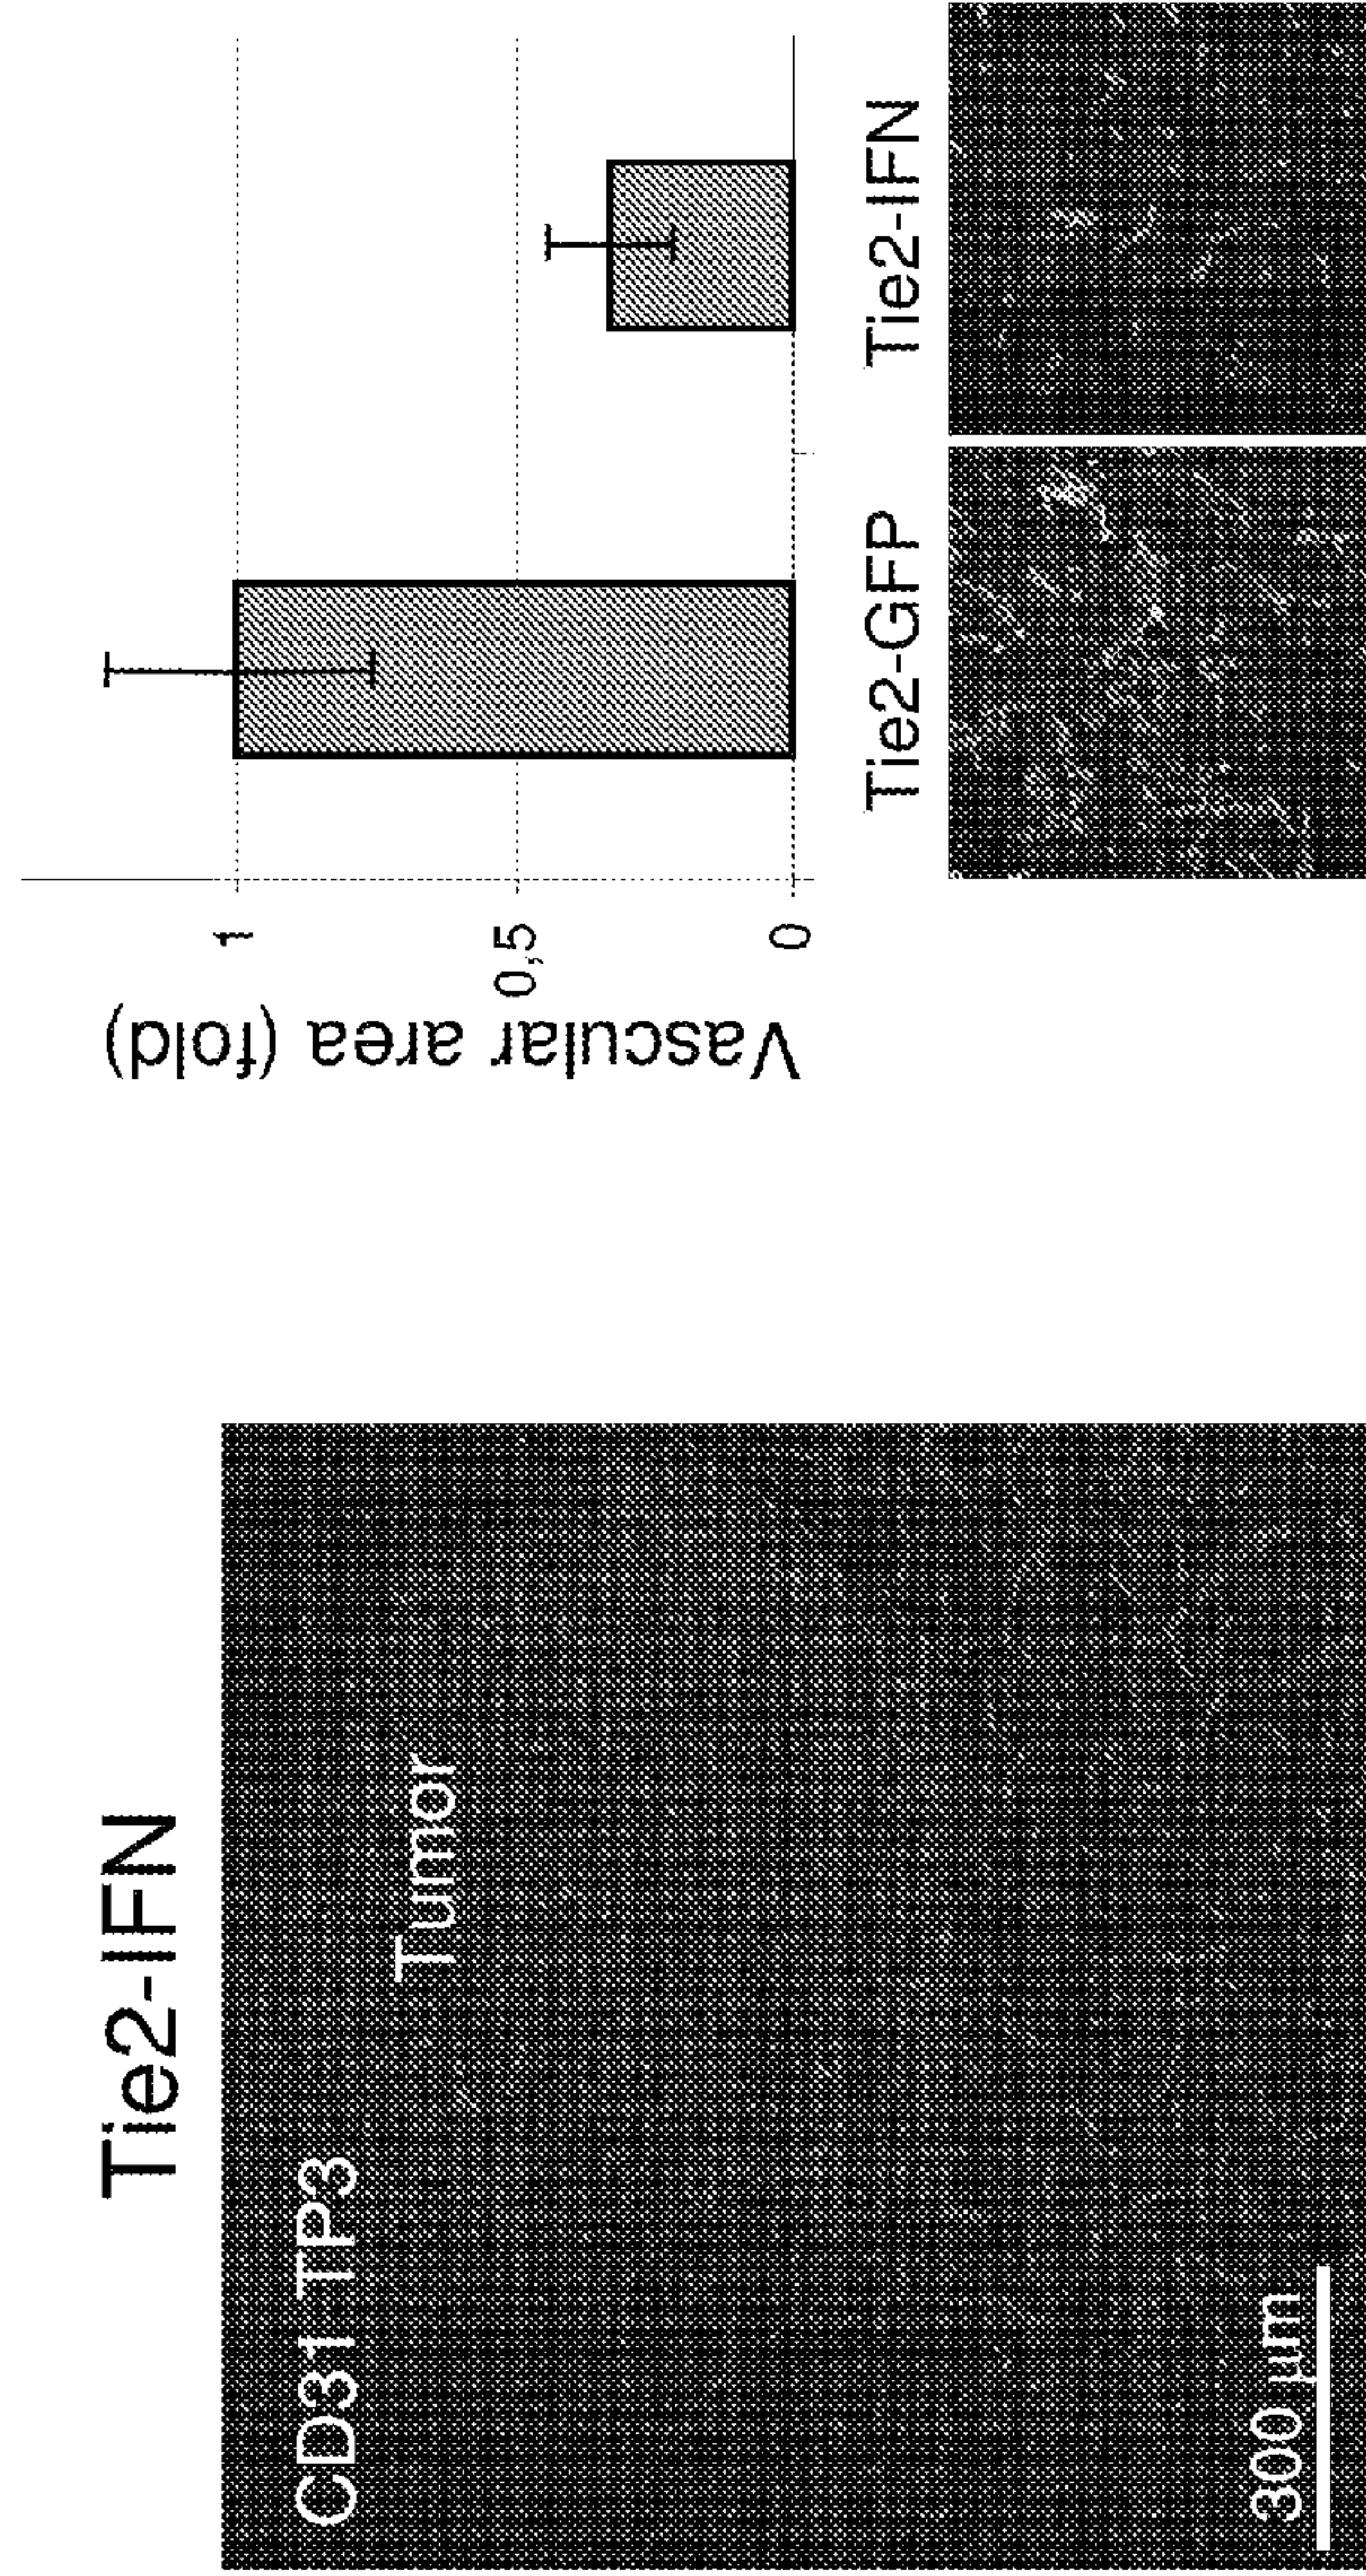 Tie2-IFN
CD31 TP3
Tumor
300 µm
Vascular area (fold)
1
0,5
0
Tie2-GFP
Tie2-IFN